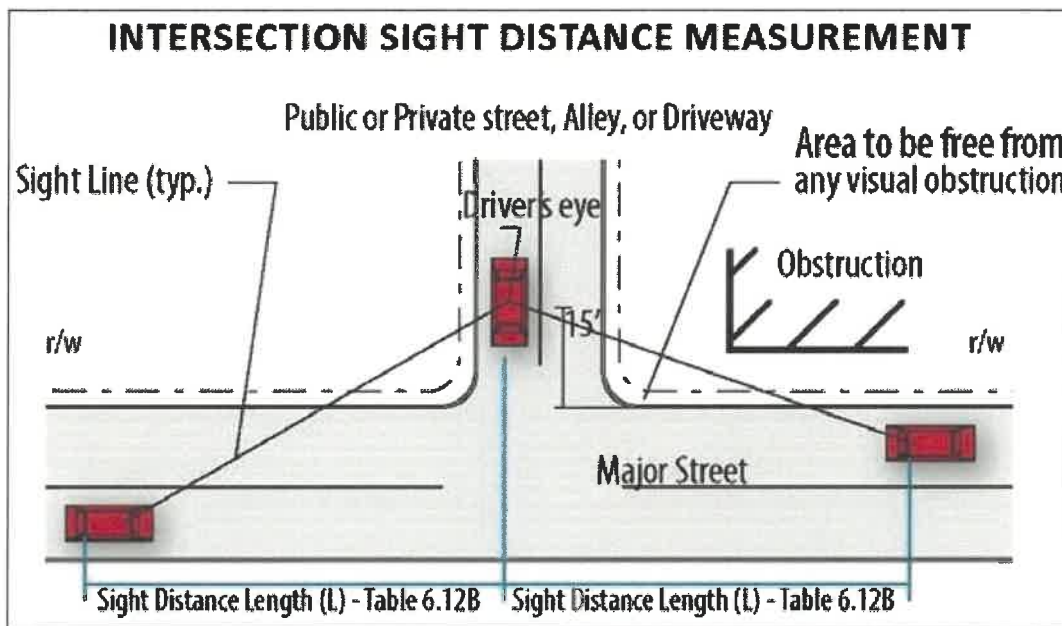 INTERSECTION SIGHT DISTANCE MEASUREMENT
Public or Private street, Alley, or Driveway
Area to be free from
any visual obstruction
Sight Line (typ.)
Driver's eye
Obstruction
15'
r/w
r/w
Major Street
Sight Distance Length (L) - Table 6.12B
Sight Distance Length (L) - Table 6.12B